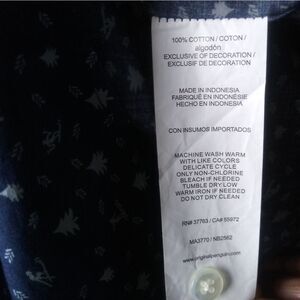 100% COTTON / COTON /
algodón
EXCLUSIVE OF DECORATION /
EXCLUSIF DE DECORATION
MADE IN INDONESIA
FABRIQUÉ EN INDONÉSIE
HECHO EN INDONESIA
CON INSUMOS IMPORTADOS
MACHINE WASH WARM
WITH LIKE COLORS
DELICATE CYCLE
ONLY NON-CHLORINE
BLEACH IF NEEDED
TUMBLE DRY LOW
WARM IRON IF NEEDED
DO NOT DRY CLEAN
RN# 37763 / CA# 55972
MA3770 / NB2562
www.originalpenguin.com